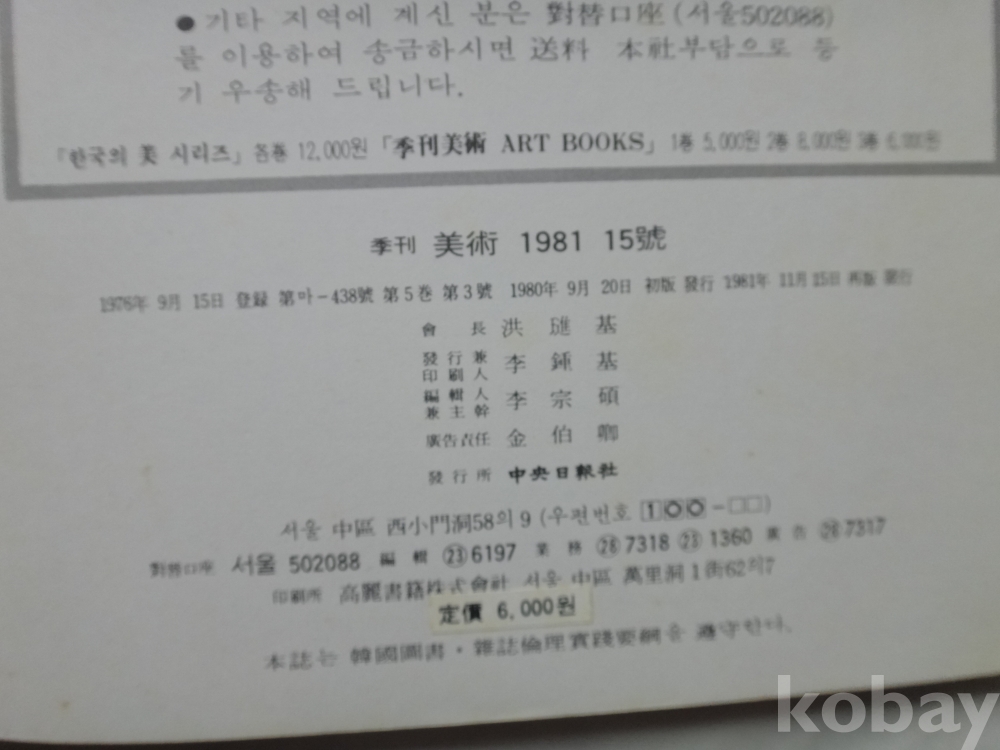 ●기타 지역에 계신 분은 對替口座(서울502088)
를 이용하여 송금하시면 送料 本社부담으로 등
기 우송해 드립니다.
「한국의 美 시리즈」 各卷 12,000원 「季刊美術 ART BOOKS」 1卷 5,000원 2卷 8,000원 3卷 6,000원
季刊 美術 1981 15號
1976年 9月 15日 登録 第마-438號 第5卷 第3號 1980年 9月 20日 初版 發行 1981年 11月 15日 再版 發行
會長 洪璡基
發行兼
印刷人 李鍾基
編輯人
兼主幹 李宗碩
廣告責任 金伯卿
發行所 中央日報社
서울 中區 西小門洞58의9 (우편번호 100-□□)
對替口座 서울 502088 編輯 ㉓6197 業務 ㉘7318 ㉓1360 廣告 ㉘7317
印刷所 高麗書籍株式會社 서울 中區 萬里洞1街62의7
定價 6,000원
本誌는 韓國圖書・雜誌倫理實踐要綱을 遵守한다.
kobay